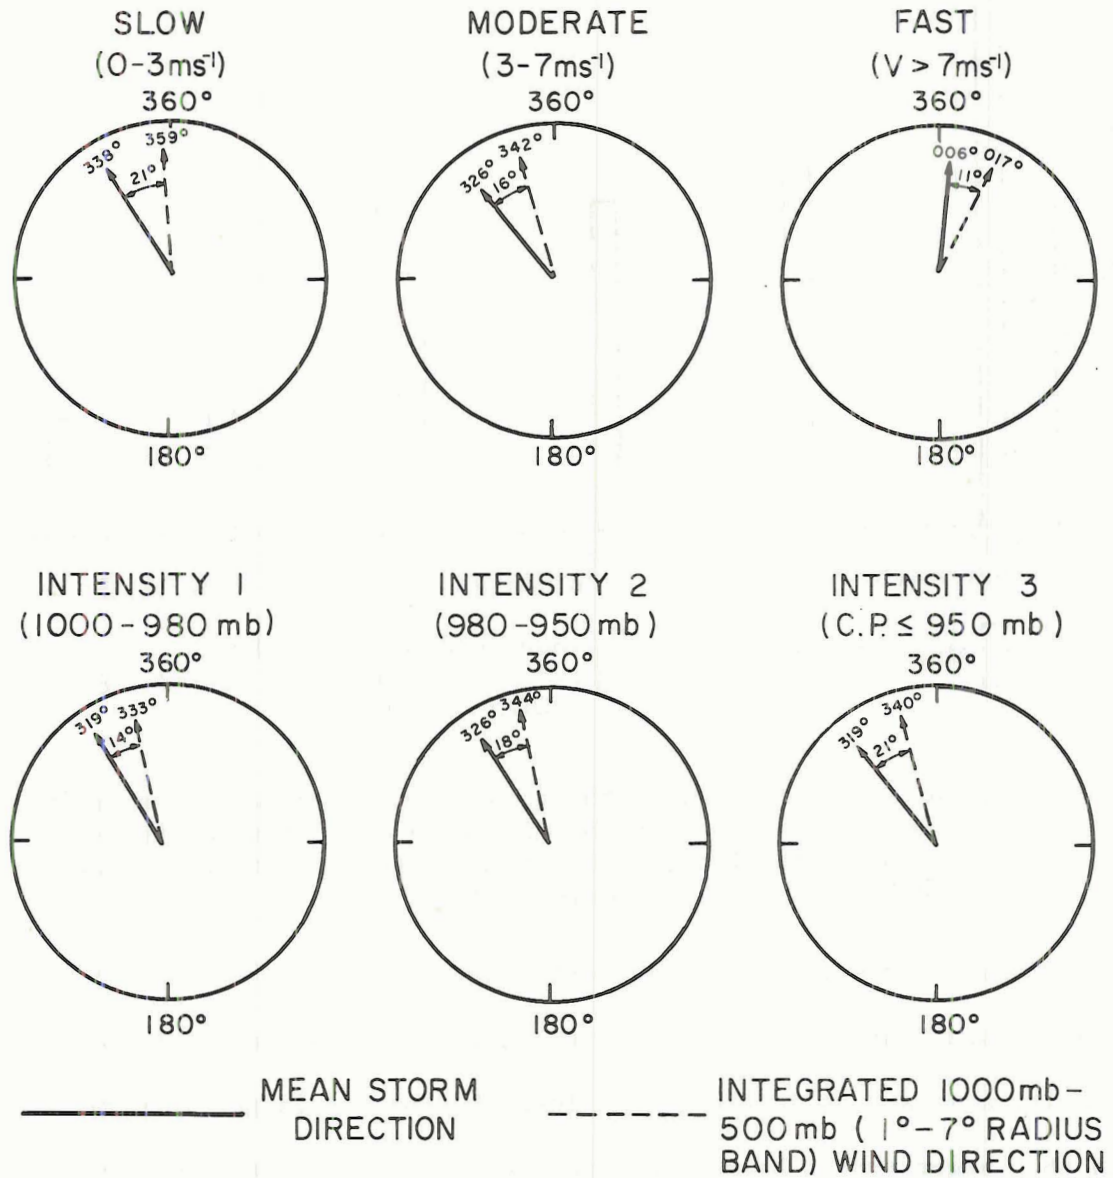 SLOW
(0-3ms⁻¹)
360°
338°
359°
21°
180°
MODERATE
(3-7ms⁻¹)
360°
326°
342°
16°
180°
FAST
(V > 7ms⁻¹)
360°
006°
017°
11°
180°
INTENSITY 1
(1000-980 mb)
360°
319°
333°
14°
180°
INTENSITY 2
(980-950 mb)
360°
326°
344°
18°
180°
INTENSITY 3
(C.P. ≤ 950 mb)
360°
319°
340°
21°
180°
MEAN STORM
DIRECTION
INTEGRATED 1000mb-
500mb (1°-7° RADIUS
BAND) WIND DIRECTION